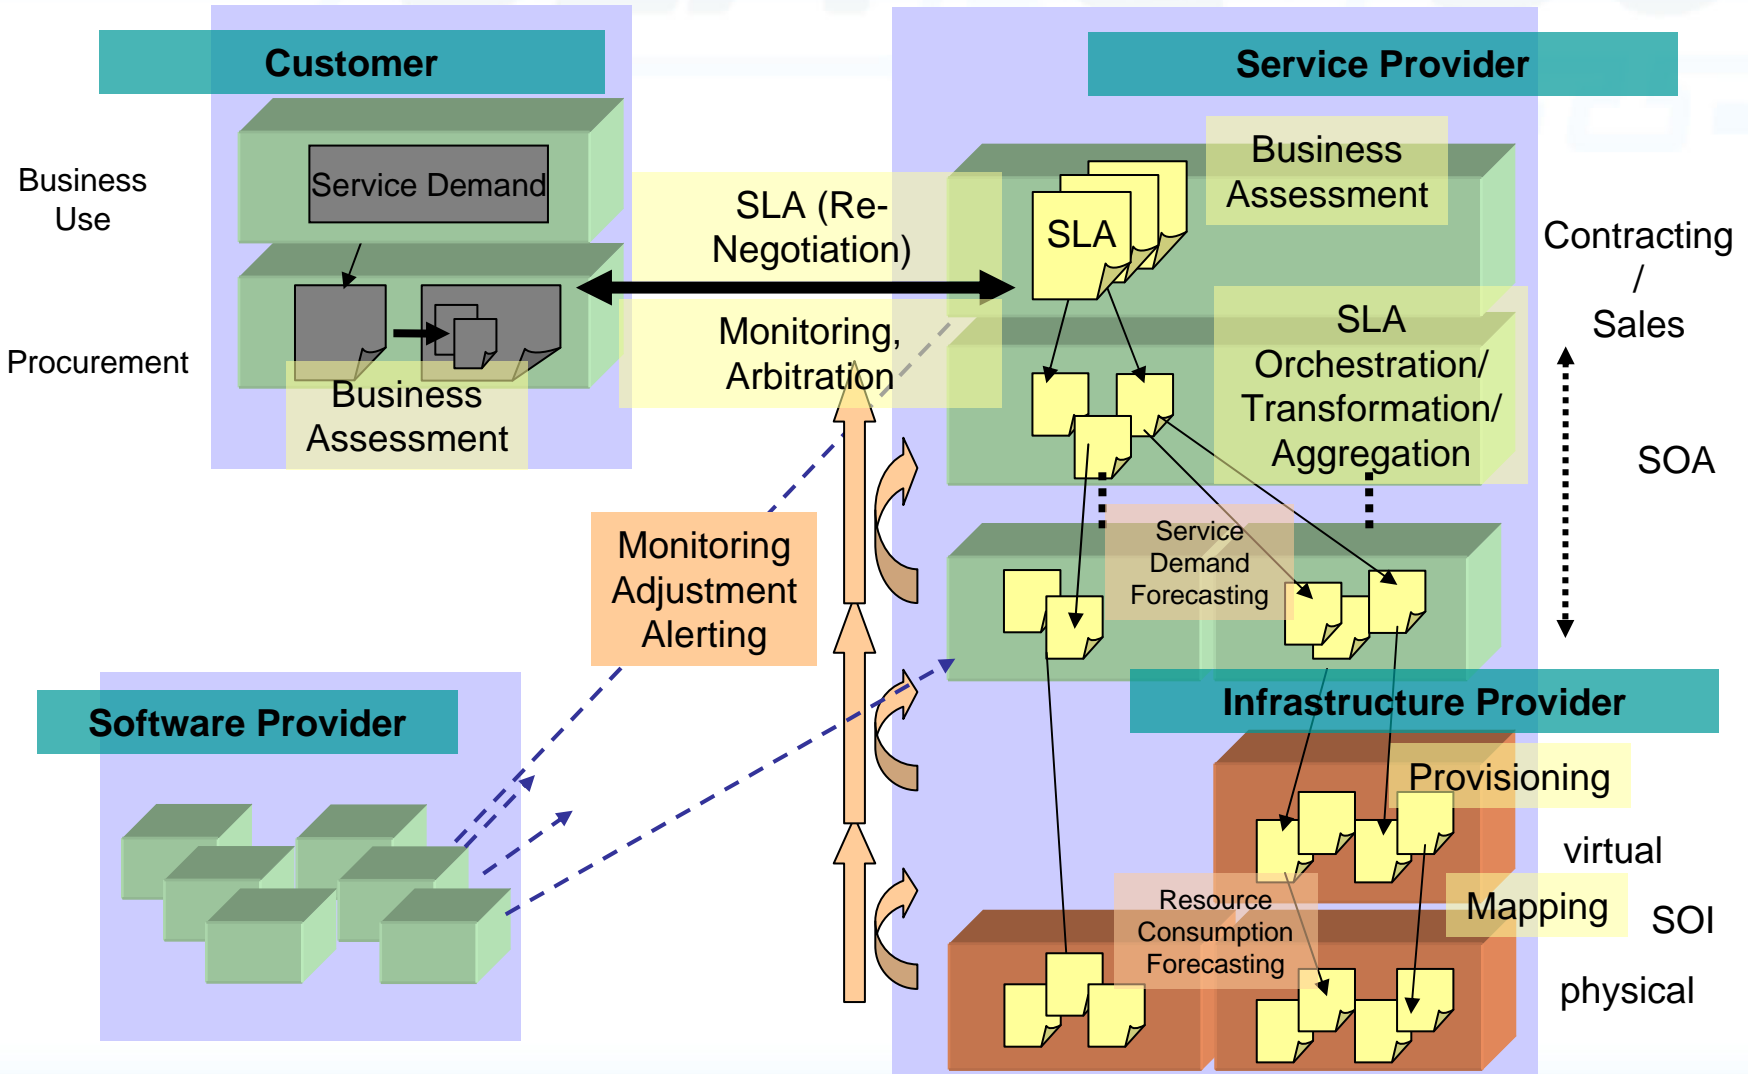 Customer
Service Provider
Business
Use
Service Demand
SLA (Re-
Negotiation)
SLA
Business
Assessment
Contracting
/
Sales
Procurement
Business
Assessment
Monitoring,
Arbitration
SLA
Orchestration/
Transformation/
Aggregation
SOA
Monitoring
Adjustment
Alerting
Service
Demand
Forecasting
Software Provider
Infrastructure Provider
Provisioning
virtual
Resource
Consumption
Forecasting
Mapping
SOI
physical